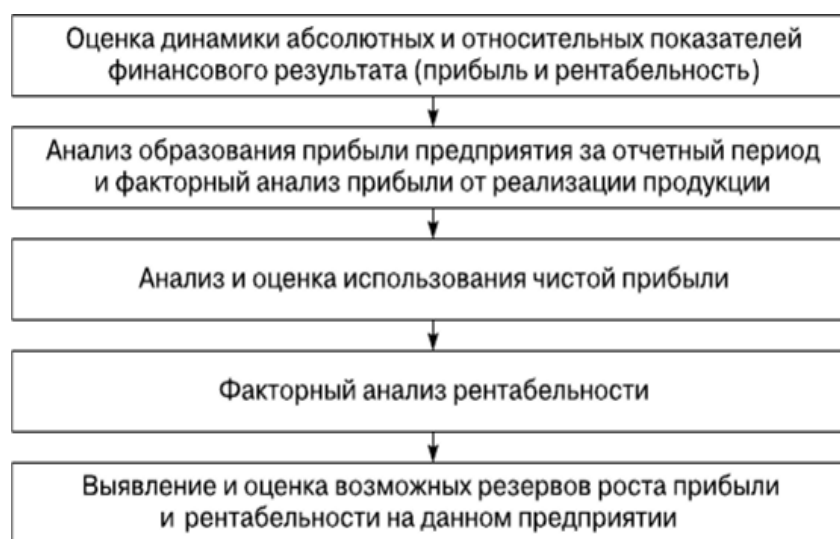 Оценка динамики абсолютных и относительных показателей
финансового результата (прибыль и рентабельность)
Анализ образования прибыли предприятия за отчетный период
и факторный анализ прибыли от реализации продукции
Анализ и оценка использования чистой прибыли
Факторный анализ рентабельности
Выявление и оценка возможных резервов роста прибыли
и рентабельности на данном предприятии